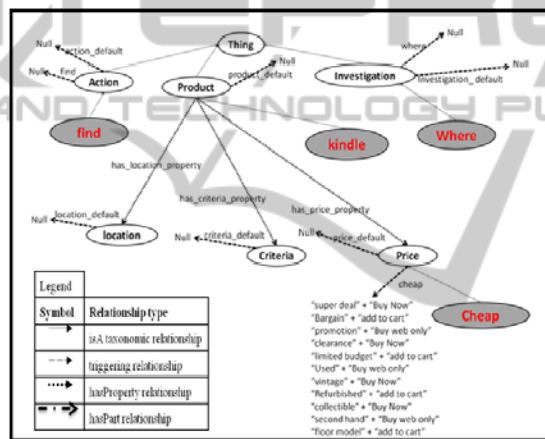 Thing
Null
action_default
Null
find
Action
Product
Null
product_default
Investigation
where
Null
Investigation_default
Null
find
kindle
Where
has_location_property
has_criteria_property
has_price_property
Null
location_default
location
Null
criteria_default
Criteria
Null
price_default
Price
cheap
Cheap
"super deal" + "Buy Now"
"Bargain" + "add to cart"
"promotion" + "Buy web only"
"clearance" + "Buy Now"
"limited budget" + "add to cart"
"Used" + "Buy web only"
"vintage" + "Buy Now"
"Refurbished" + "add to cart"
"collectible" + "Buy Now"
"second hand" + "Buy web only"
"floor model" + "add to cart"
Legend
Symbol Relationship type
isA taxonomic relationship
triggering relationship
hasProperty relationship
hasPart relationship
AND TECHNOLOGY PU